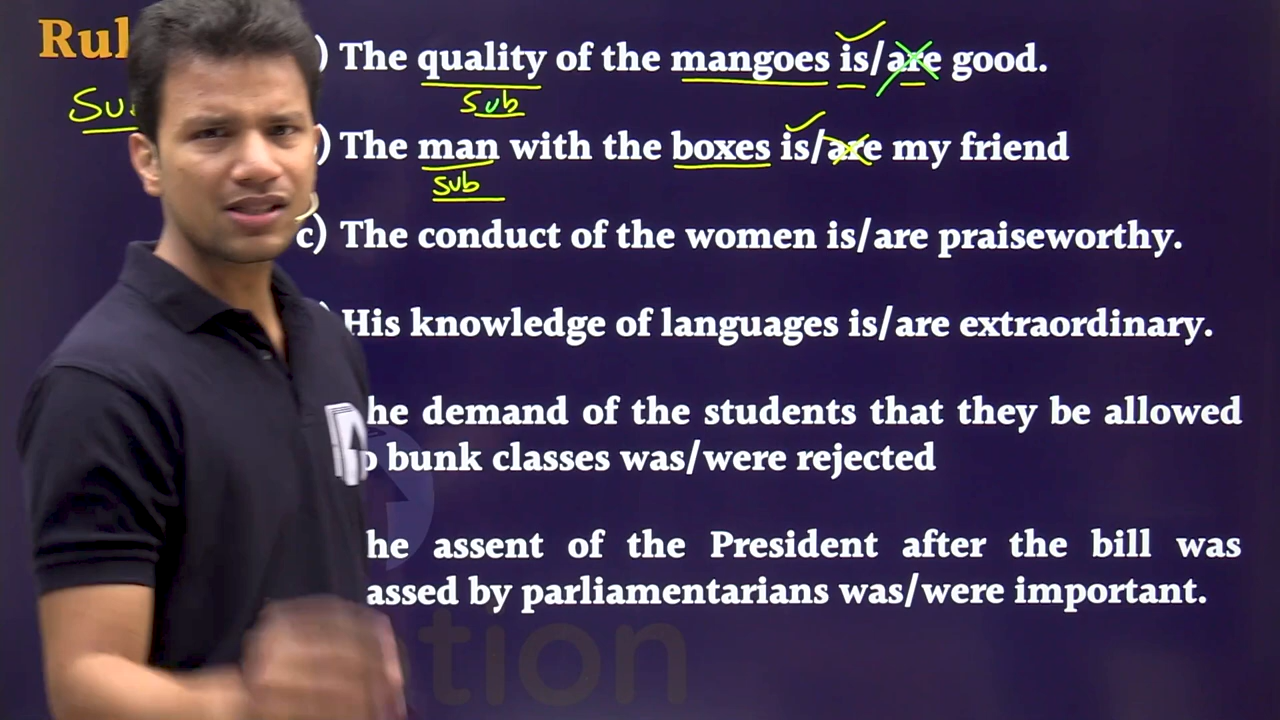 Rul
) The quality of the mangoes is/are good.
Sub
) The man with the boxes is/are my friend
Sub
c) The conduct of the women is/are praiseworthy.
) His knowledge of languages is/are extraordinary.
he demand of the students that they be allowed
bunk classes was/were rejected
he assent of the President after the bill was
assed by parliamentarians was/were important.
tion